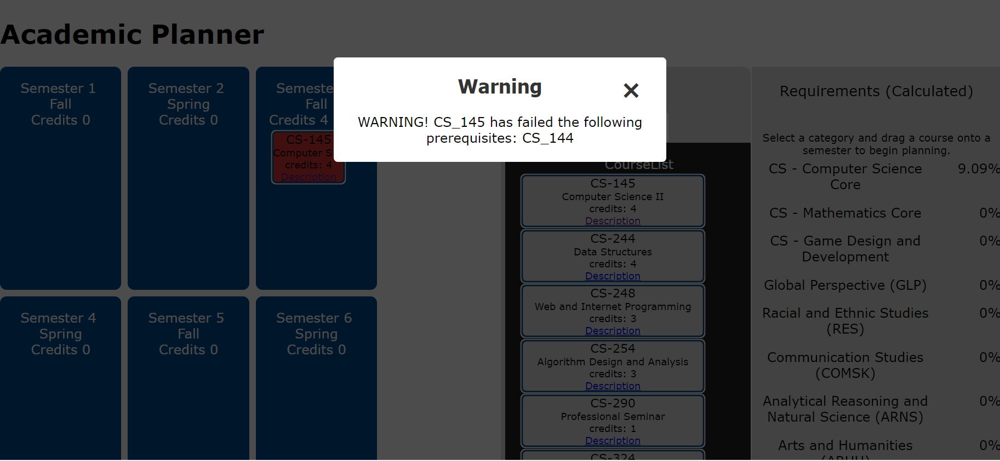 Academic Planner
Semester 1
Fall
Credits 0
Semester 2
Spring
Credits 0
Semeste
Fall
Credits 4
CS-145
Computer S
credits: 4
Description
Semester 4
Spring
Credits 0
Semester 5
Fall
Credits 0
Semester 6
Spring
Credits 0
Warning
×
WARNING! CS_145 has failed the following
prerequisites: CS_144
CourseList
CS-145
Computer Science II
credits: 4
Description
CS-244
Data Structures
credits: 4
Description
CS-248
Web and Internet Programming
credits: 3
Description
CS-254
Algorithm Design and Analysis
credits: 3
Description
CS-290
Professional Seminar
credits: 1
Description
CS-324
Requirements (Calculated)
Select a category and drag a course onto a
semester to begin planning.
CS - Computer Science
Core
9.09%
CS - Mathematics Core
0%
CS - Game Design and
Development
0%
Global Perspective (GLP)
0%
Racial and Ethnic Studies
(RES)
0%
Communication Studies
(COMSK)
0%
Analytical Reasoning and
Natural Science (ARNS)
0%
Arts and Humanities
0%